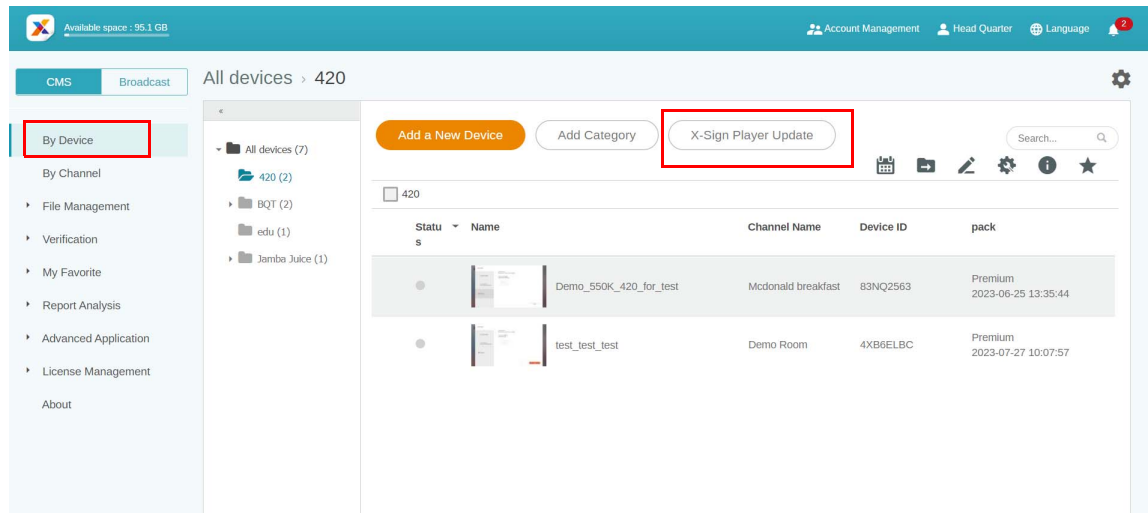 Available space : 95.1 GB
Account Management
Head Quarter
Language
2
CMS
Broadcast
All devices › 420
By Device
By Channel
File Management
Verification
My Favorite
Report Analysis
Advanced Application
License Management
About
«
All devices (7)
420 (2)
BQT (2)
edu (1)
Jamba Juice (1)
Add a New Device
Add Category
X-Sign Player Update
Search...
420
Statu
s
Name
Channel Name
Device ID
pack
Demo_550K_420_for_test
Mcdonald breakfast
83NQ2563
Premium
2023-06-25 13:35:44
test_test_test
Demo Room
4XB6ELBC
Premium
2023-07-27 10:07:57